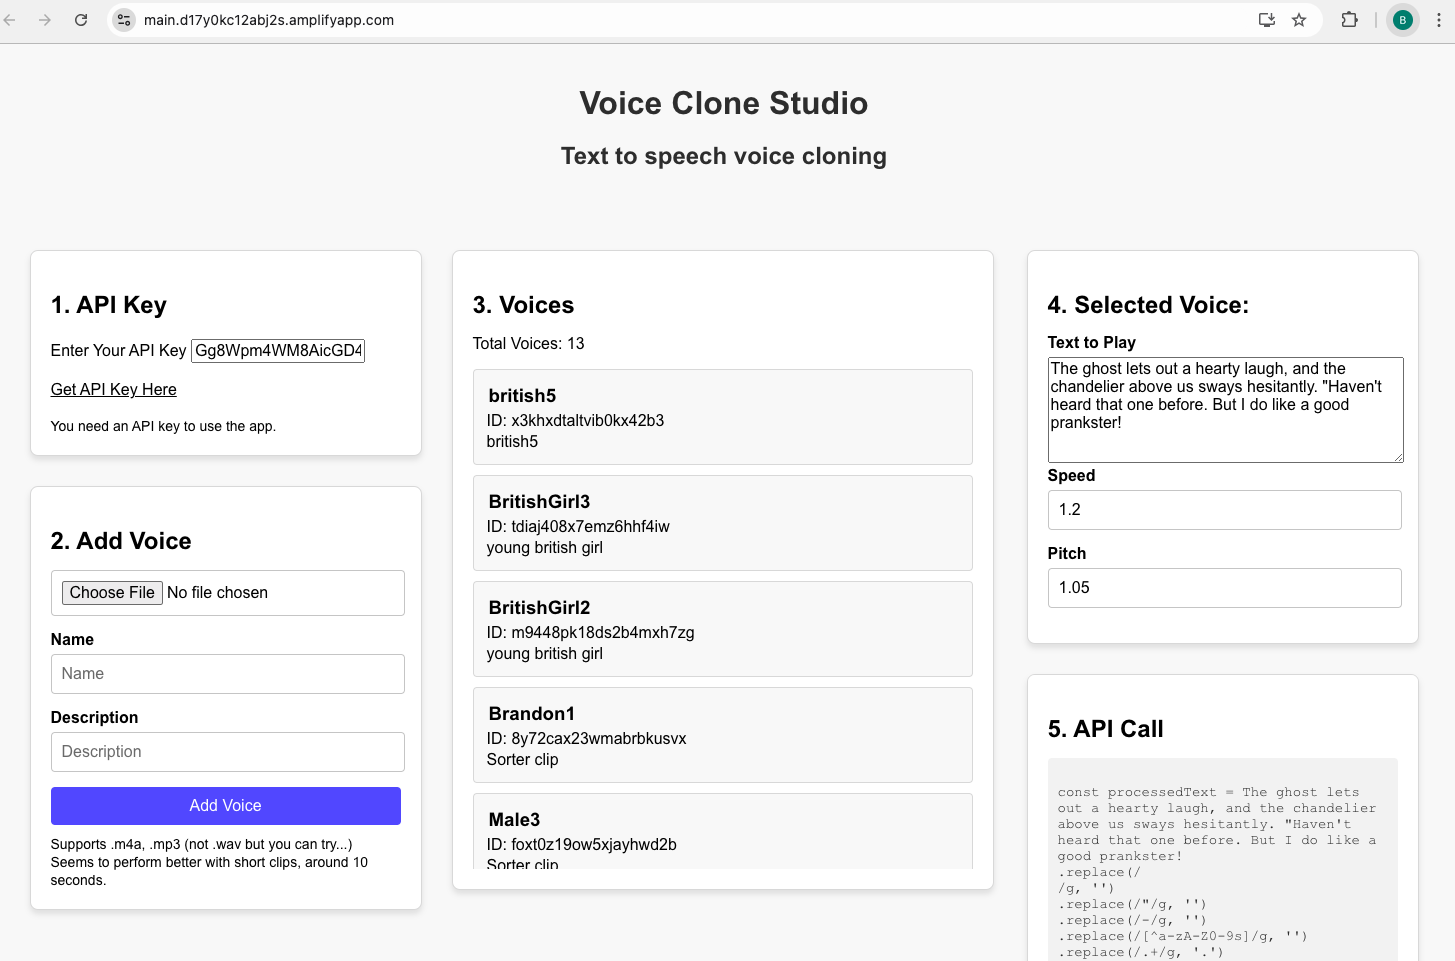 main.d17y0kc12abj2s.amplifyapp.com
B
Voice Clone Studio
Text to speech voice cloning
1. API Key
Enter Your API Key Gg8Wpm4WM8AicGD4
Get API Key Here
You need an API key to use the app.
2. Add Voice
Choose File No file chosen
Name
Name
Description
Description
Add Voice
Supports .m4a, .mp3 (not .wav but you can try...)
Seems to perform better with short clips, around 10
seconds.
3. Voices
Total Voices: 13
british5
ID: x3khxdtaltvib0kx42b3
british5
BritishGirl3
ID: tdiaj408x7emz6hhf4iw
young british girl
BritishGirl2
ID: m9448pk18ds2b4mxh7zg
young british girl
Brandon1
ID: 8y72cax23wmabrbkusvx
Sorter clip
Male3
ID: foxt0z19ow5xjayhwd2b
Sorter clip
4. Selected Voice:
Text to Play
The ghost lets out a hearty laugh, and the
chandelier above us sways hesitantly. "Haven't
heard that one before. But I do like a good
prankster!
Speed
1.2
Pitch
1.05
5. API Call
const processedText = The ghost lets
out a hearty laugh, and the chandelier
above us sways hesitantly. "Haven't
heard that one before. But I do like a
good prankster!
.replace(/
/g, '')
.replace(/"/g, '')
.replace(/-/g, '')
.replace(/[^a-zA-Z0-9s]/g, '')
.replace(/.+/g, '.')